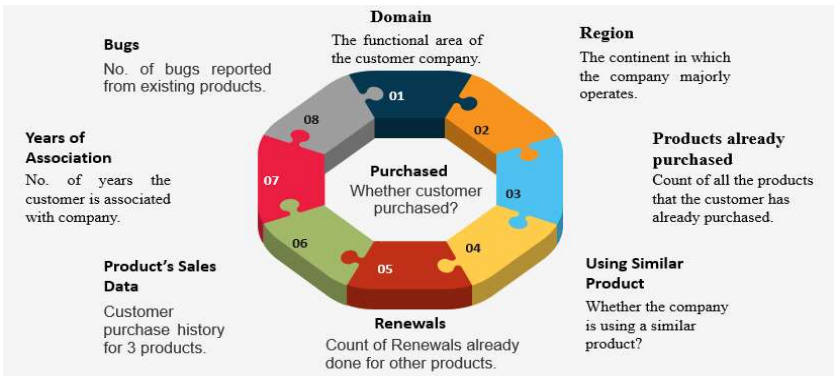 Domain
The functional area of
the customer company.
01
Region
The continent in which
the company majorly
operates.
02
Products already
purchased
Count of all the products
that the customer has
already purchased.
03
Using Similar
Product
Whether the company
is using a similar
product?
04
Renewals
Count of Renewals already
done for other products.
05
Product's Sales
Data
Customer
purchase history
for 3 products.
06
Years of
Association
No. of years the
customer is associated
with company.
07
Bugs
No. of bugs reported
from existing products.
08
Purchased
Whether customer
purchased?